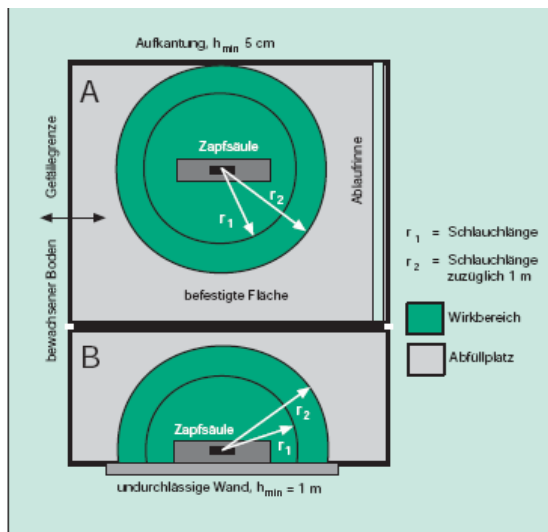 Aufkantung, h min 5 cm
A
Zapfsäule
r 1
r 2
Gefällegrenze
bewachsener Boden
Ablaufrinne
befestigte Fläche
r 1 = Schlauchlänge
r 2 = Schlauchlänge
zuzüglich 1 m
Wirkbereich
Abfüllplatz
B
Zapfsäule
r 2
r 1
undurchlässige Wand, h min = 1 m